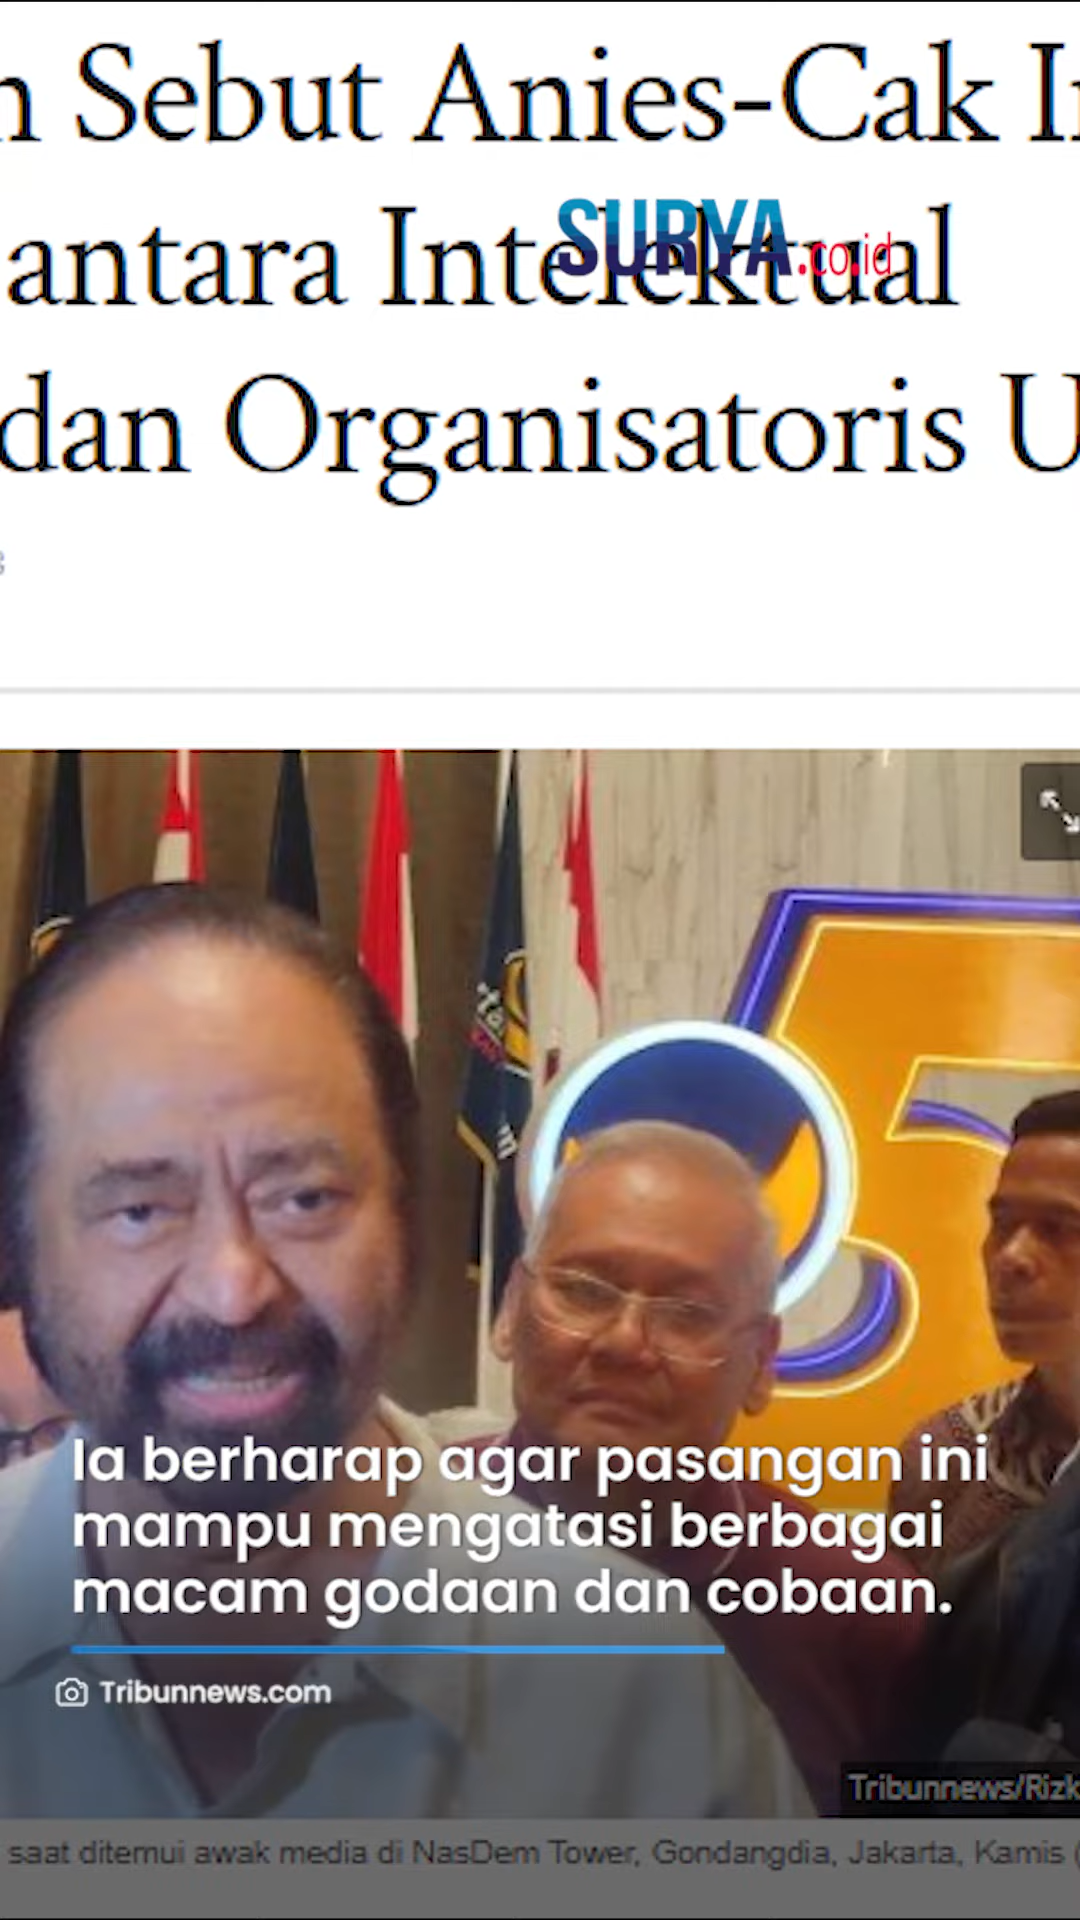 Sebut Anies-Cak
SURYA.co.id
antara Intelektual
dan Organisatoris U
Ia berharap agar pasangan ini
mampu mengatasi berbagai
macam godaan dan cobaan.
Tribunnews.com
Tribunnews/Rizk
saat ditemui awak media di NasDem Tower, Gondangdia, Jakarta, Kamis (